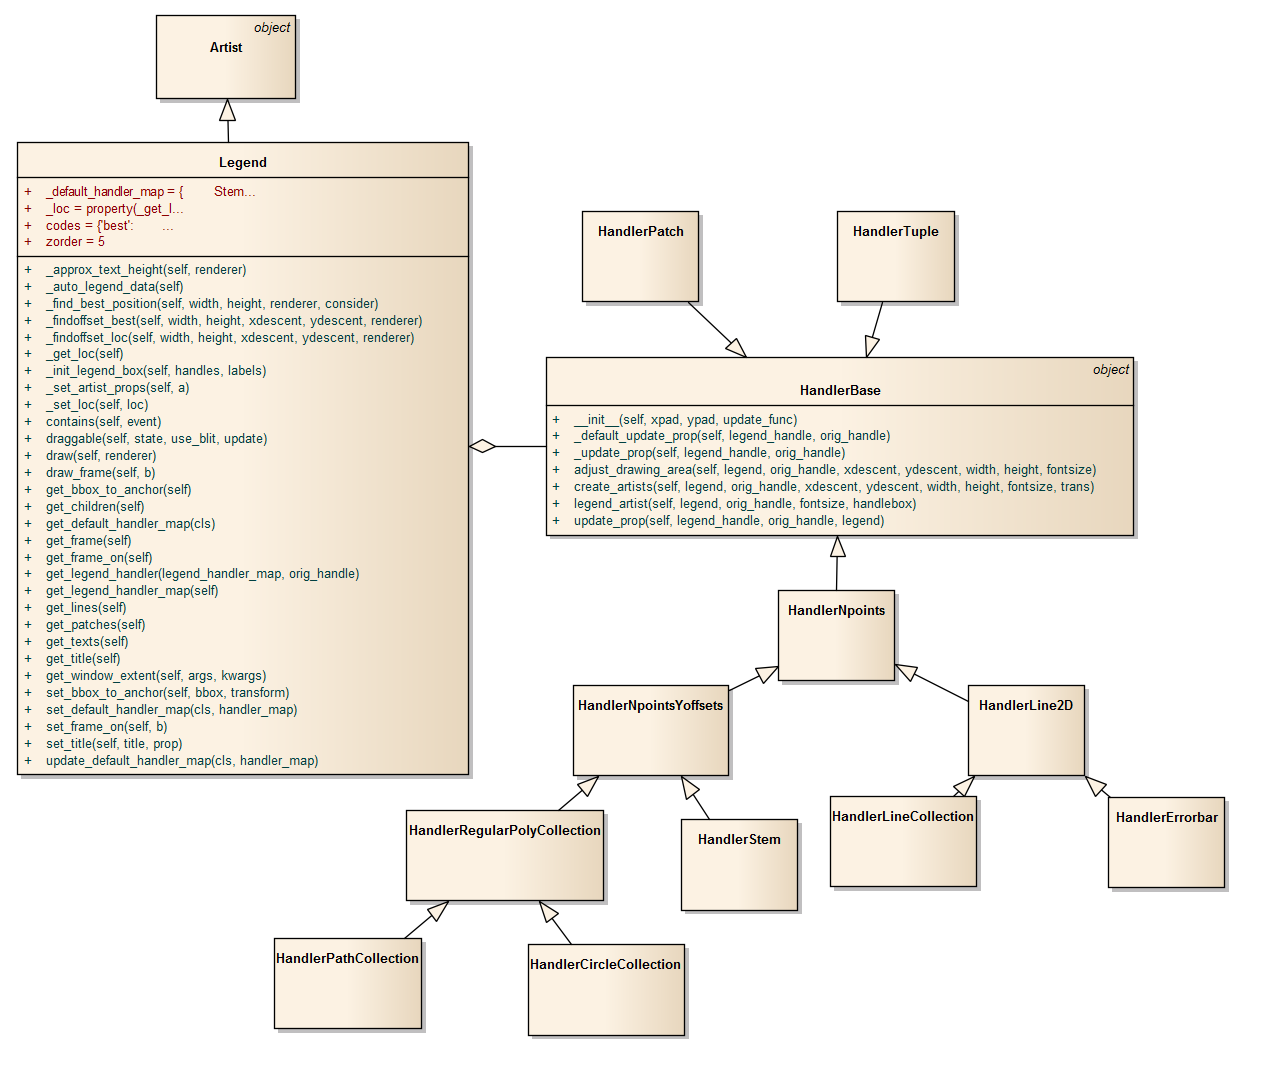 object
Artist
Legend
+ _default_handler_map = { Stem...
+ _loc = property(_get_l...
+ codes = {'best': ...
+ zorder = 5
+ _approx_text_height(self, renderer)
+ _auto_legend_data(self)
+ _find_best_position(self, width, height, renderer, consider)
+ _findoffset_best(self, width, height, xdescent, ydescent, renderer)
+ _findoffset_loc(self, width, height, xdescent, ydescent, renderer)
+ _get_loc(self)
+ _init_legend_box(self, handles, labels)
+ _set_artist_props(self, a)
+ _set_loc(self, loc)
+ contains(self, event)
+ draggable(self, state, use_blit, update)
+ draw(self, renderer)
+ draw_frame(self, b)
+ get_bbox_to_anchor(self)
+ get_children(self)
+ get_default_handler_map(cls)
+ get_frame(self)
+ get_frame_on(self)
+ get_legend_handler(legend_handler_map, orig_handle)
+ get_legend_handler_map(self)
+ get_lines(self)
+ get_patches(self)
+ get_texts(self)
+ get_title(self)
+ get_window_extent(self, args, kwargs)
+ set_bbox_to_anchor(self, bbox, transform)
+ set_default_handler_map(cls, handler_map)
+ set_frame_on(self, b)
+ set_title(self, title, prop)
+ update_default_handler_map(cls, handler_map)
HandlerPatch
HandlerTuple
object
HandlerBase
+ __init__(self, xpad, ypad, update_func)
+ _default_update_prop(self, legend_handle, orig_handle)
+ _update_prop(self, legend_handle, orig_handle)
+ adjust_drawing_area(self, legend, orig_handle, xdescent, ydescent, width, height, fontsize)
+ create_artists(self, legend, orig_handle, xdescent, ydescent, width, height, fontsize, trans)
+ legend_artist(self, legend, orig_handle, fontsize, handlebox)
+ update_prop(self, legend_handle, orig_handle, legend)
HandlerNpoints
HandlerNpointsYoffsets
HandlerLine2D
HandlerRegularPolyCollection
HandlerStem
HandlerLineCollection
HandlerErrorbar
HandlerPathCollection
HandlerCircleCollection